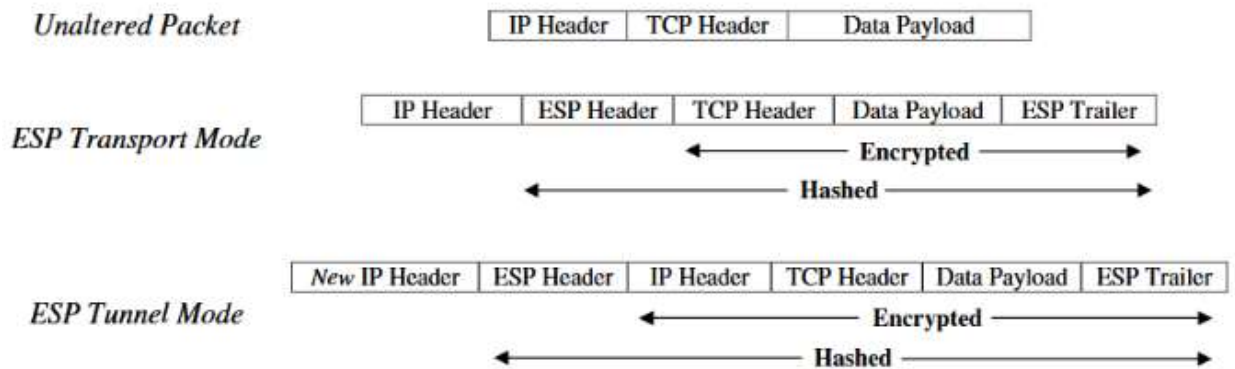 Unaltered Packet
IP Header TCP Header Data Payload
ESP Transport Mode
IP Header ESP Header TCP Header Data Payload ESP Trailer
Encrypted
Hashed
ESP Tunnel Mode
New IP Header ESP Header IP Header TCP Header Data Payload ESP Trailer
Encrypted
Hashed